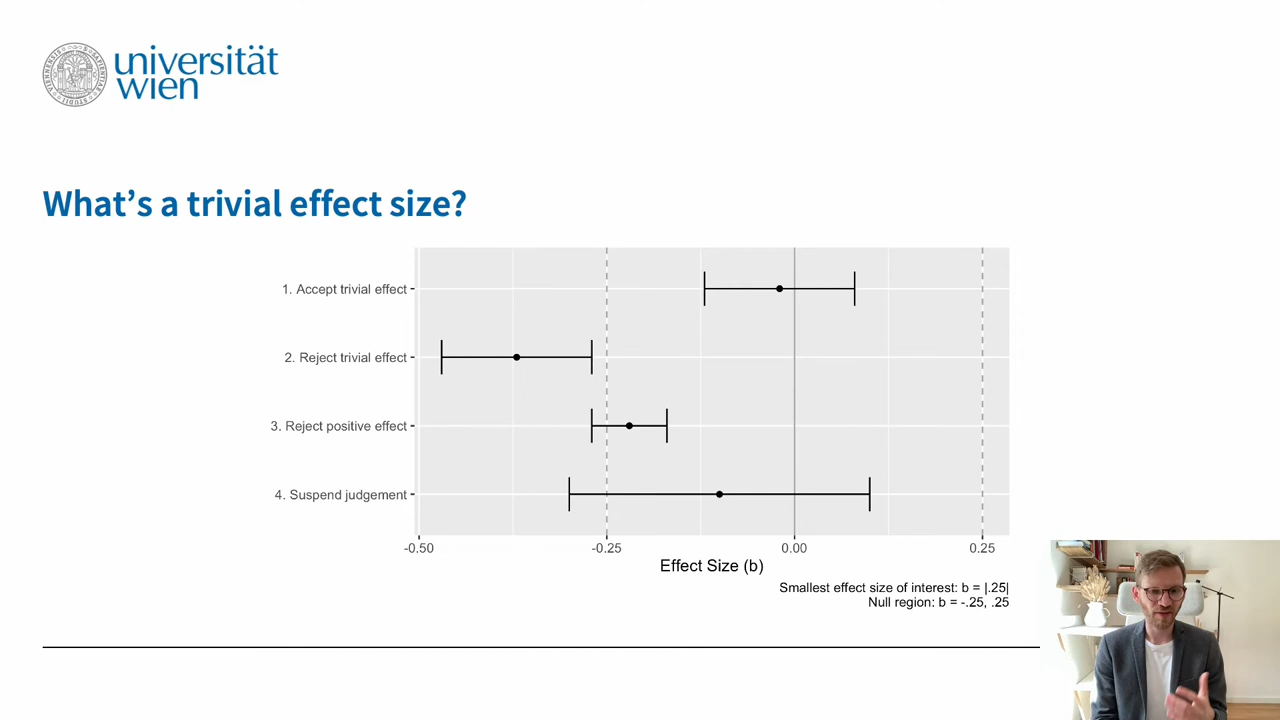 universität
wien
What’s a trivial effect size?
1. Accept trivial effect
2. Reject trivial effect
3. Reject positive effect
4. Suspend judgement
-0.50 -0.25 0.00 0.25
Effect Size (b)
Smallest effect size of interest: b = |.25|
Null region: b = -.25, .25